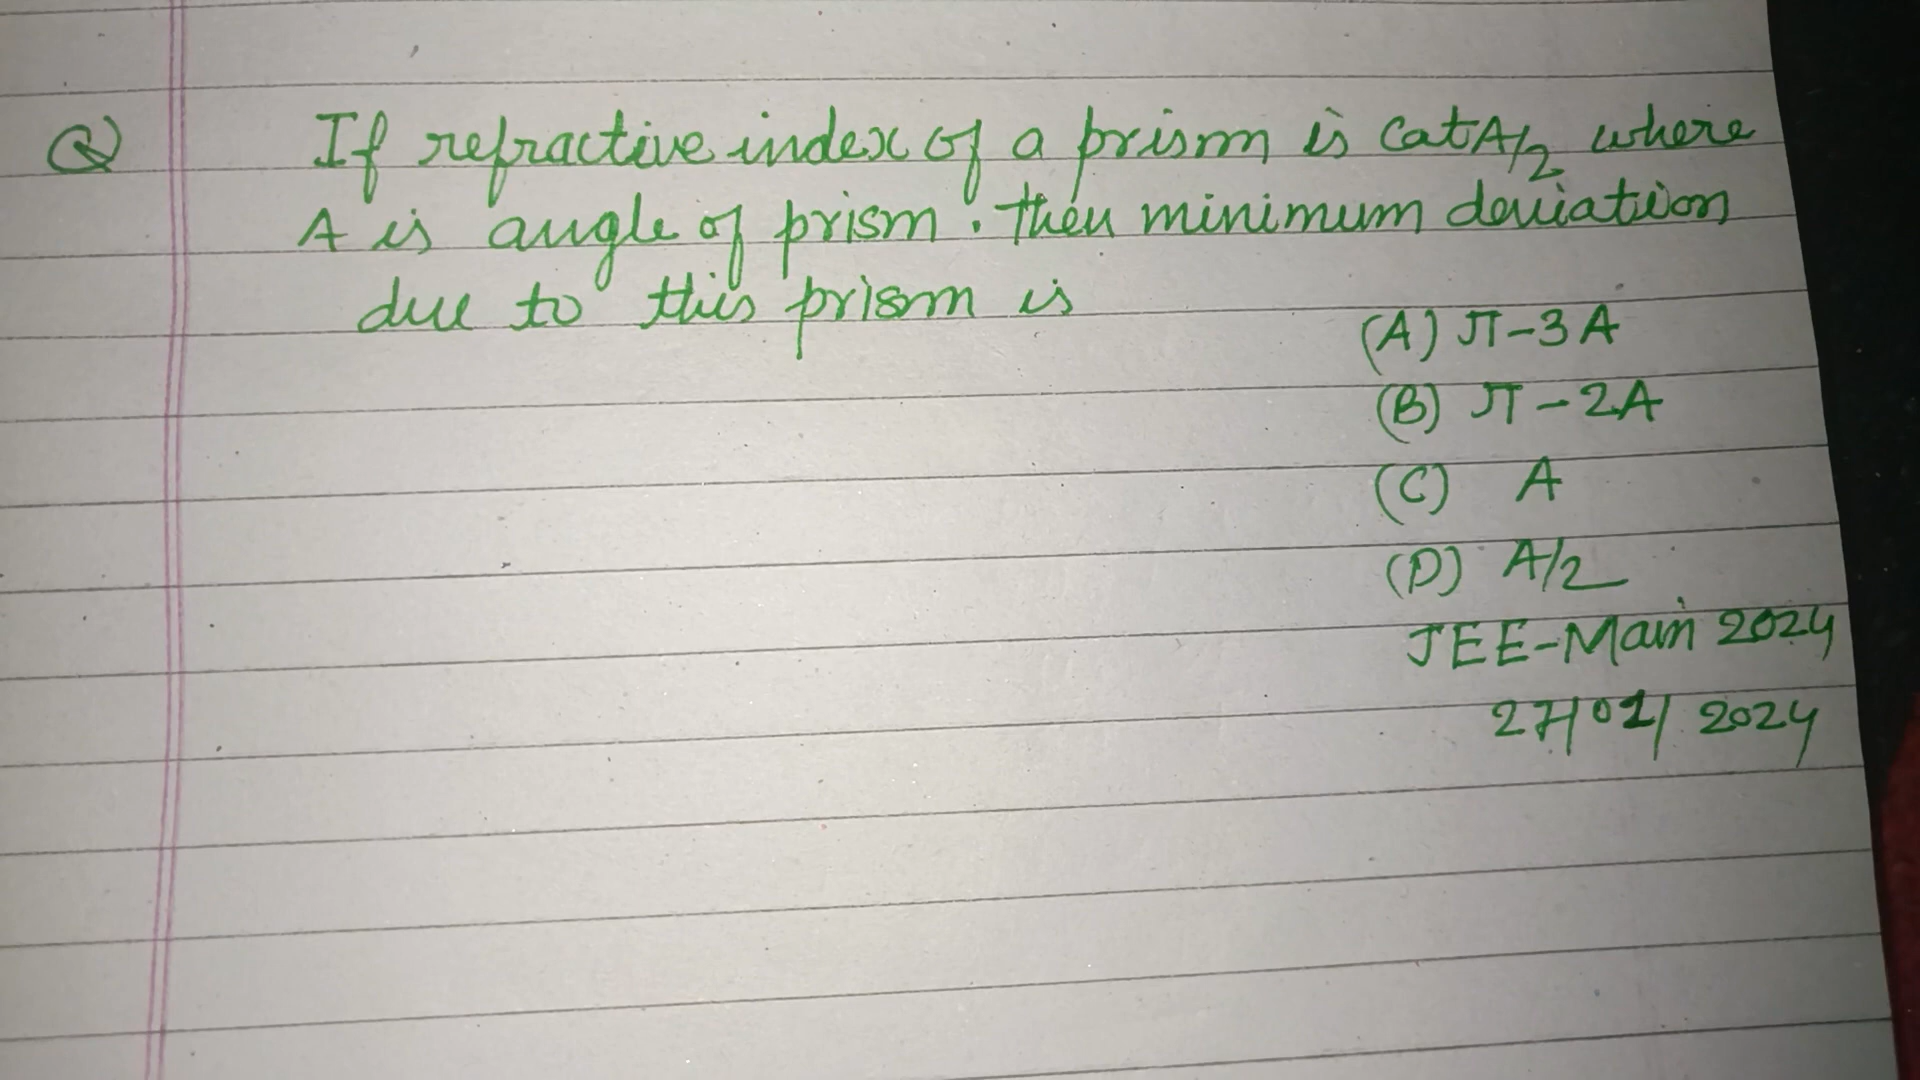 Q If refractive index of a prism is CatA/2 where
A is angle of prism. then minimum deviation
due to this prism is
(A) π-3A
(B) π-2A
(C) A
(D) A/2
JEE-Main 2024
27/01/2024